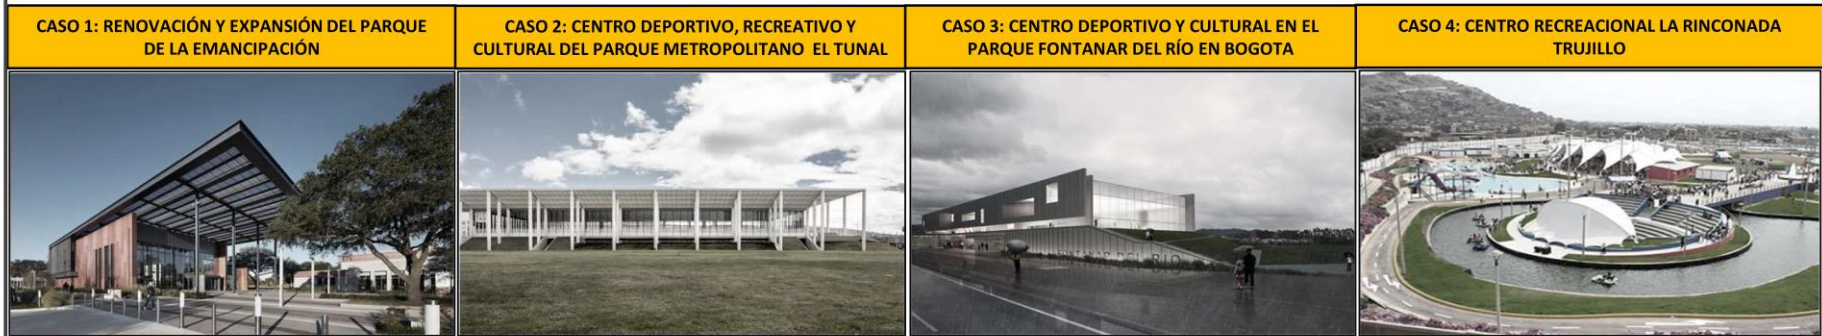 CASO 1: RENOVACIÓN Y EXPANSIÓN DEL PARQUE
DE LA EMANCIPACIÓN
CASO 2: CENTRO DEPORTIVO, RECREATIVO Y
CULTURAL DEL PARQUE METROPOLITANO EL TUNAL
CASO 3: CENTRO DEPORTIVO Y CULTURAL EN EL
PARQUE FONTANAR DEL RÍO EN BOGOTA
CASO 4: CENTRO RECREACIONAL LA RINCONADA
TRUJILLO
DEL RIO